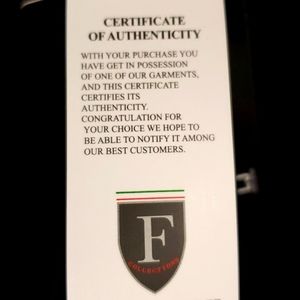 CERTIFICATE
OF AUTHENTICITY
WITH YOUR PURCHASE YOU
HAVE GET IN POSSESSION
OF ONE OF OUR GARMENTS,
AND THIS CERTIFICATE
CERTIFIES ITS
AUTHENTICITY.
CONGRATULATION FOR
YOUR CHOICE WE HOPE TO
BE ABLE TO NOTIFY IT AMONG
OUR BEST CUSTOMERS.
F
COLLECTIONS